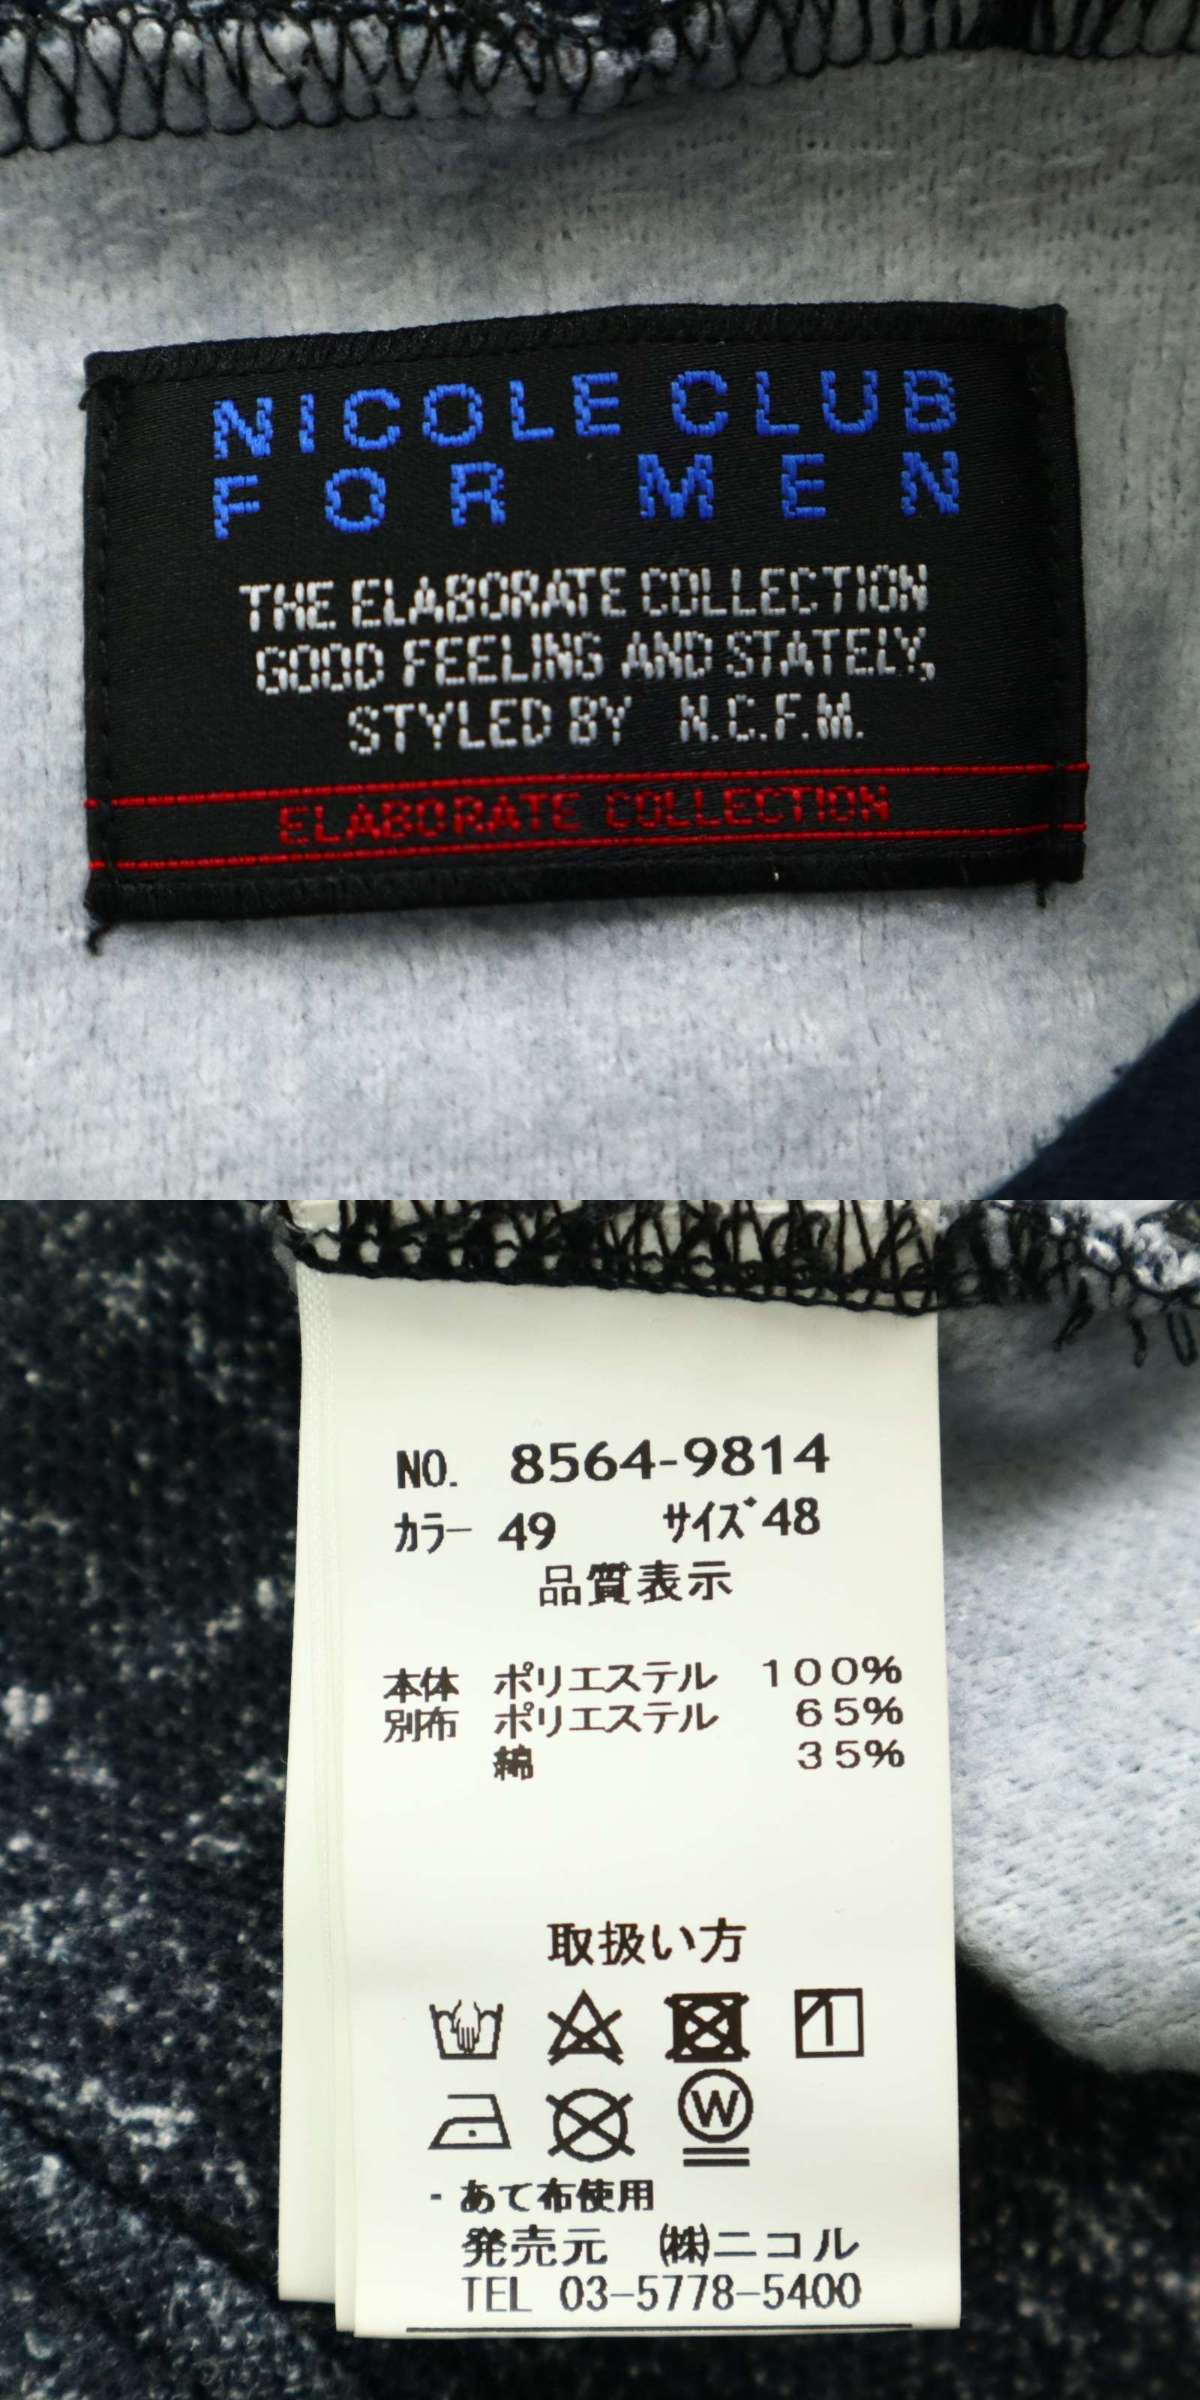 NICOLE CLUB
FOR MEN
THE ELABORATE COLLECTION
GOOD FEELING AND STATELY,
STYLED BY N.C.F.M.
ELABORATE COLLECTION
NO. 8564-9814
カラー 49 サイズ 48
品質表示
本体 ポリエステル 100%
別布 ポリエステル 65%
綿 35%
取扱い方
W
・あて布使用
発売元 ㈱ニコル
TEL 03-5778-5400